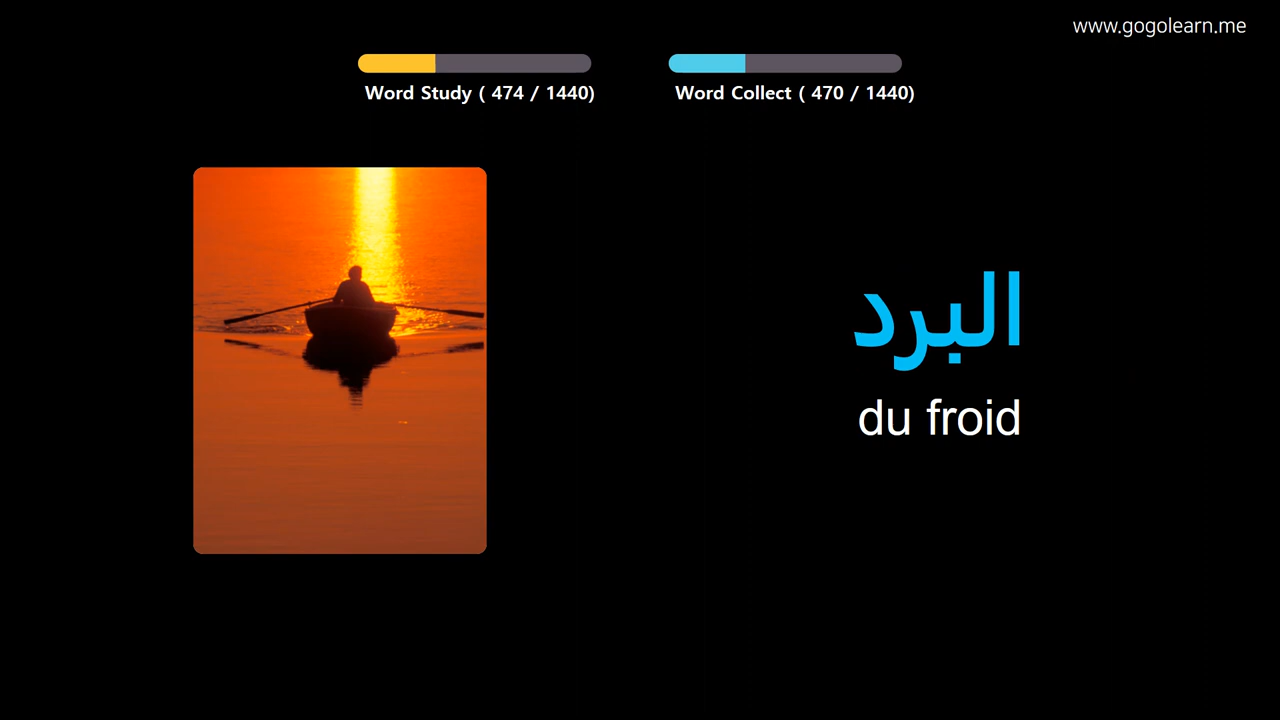 www.gogolearn.me
Word Study ( 474 / 1440)
Word Collect ( 470 / 1440)
البرد
du froid